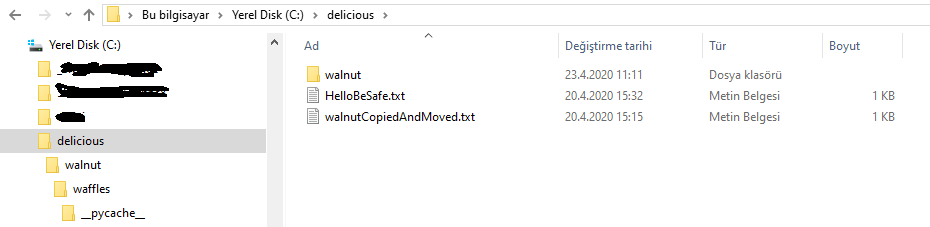 Bu bilgisayar > Yerel Disk (C:) > delicious >
Yerel Disk (C:)
delicious
walnut
waffles
__pycache__
Ad Değiştirme tarihi Tür Boyut
walnut 23.4.2020 11:11 Dosya klasörü
HelloBeSafe.txt 20.4.2020 15:32 Metin Belgesi 1 KB
walnutCopiedAndMoved.txt 20.4.2020 15:15 Metin Belgesi 1 KB